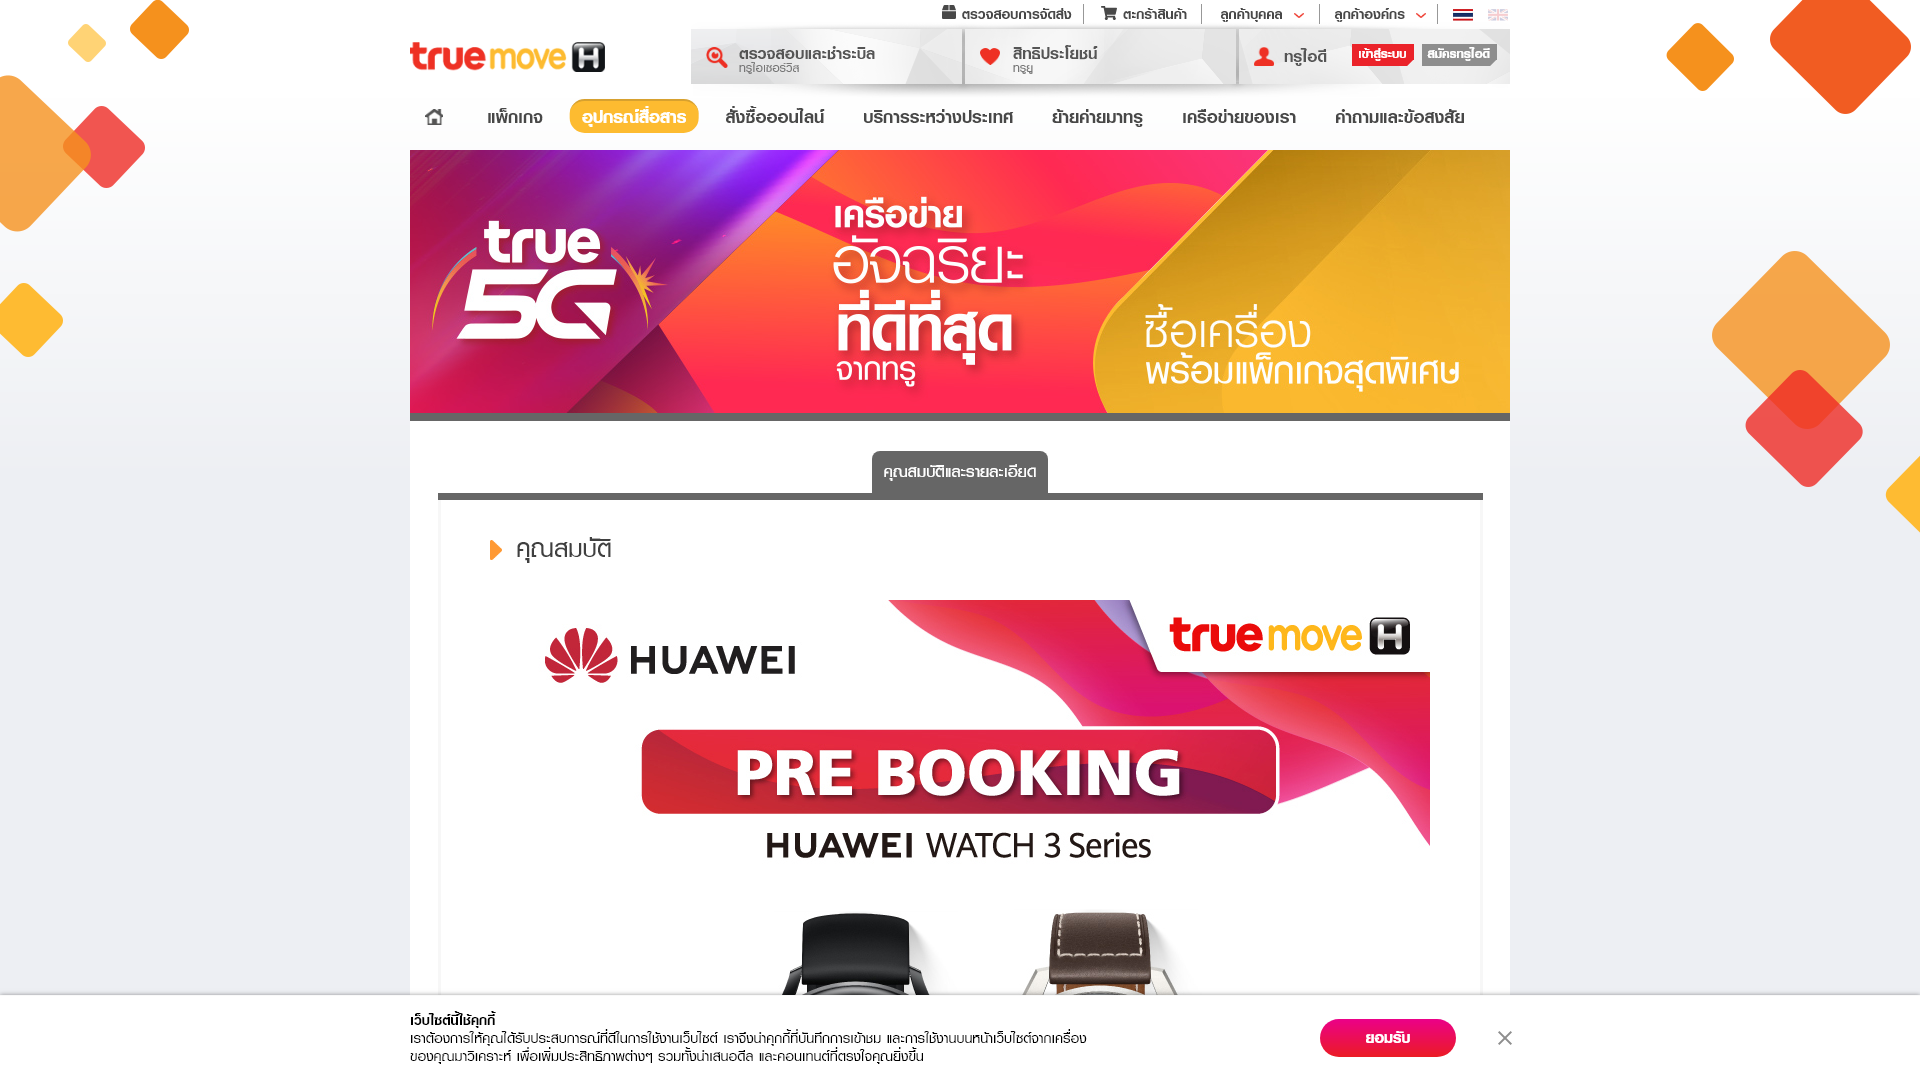 ตรวจสอบการจัดส่ง
ตะกร้าสินค้า
ลูกค้าบุคคล
ลูกค้าองค์กร
true move H
ตรวจสอบและชำระบิล
ทรูไอเซอร์วิส
สิทธิประโยชน์
ทรูยู
ทรูไอดี
เข้าสู่ระบบ
สมัครทรูไอดี
แพ็กเกจ
อุปกรณ์สื่อสาร
สั่งซื้อออนไลน์
บริการระหว่างประเทศ
ย้ายค่ายมาทรู
เครือข่ายของเรา
คำถามและข้อสงสัย
true
5G
เครือข่าย
อัจฉริยะ
ที่ดีที่สุด
จากทรู
ซื้อเครื่อง
พร้อมแพ็กเกจสุดพิเศษ
คุณสมบัติและรายละเอียด
คุณสมบัติ
HUAWEI
true move H
PRE BOOKING
HUAWEI WATCH 3 Series
เว็บไซต์นี้ใช้คุกกี้
เราต้องการให้คุณได้รับประสบการณ์ที่ดีในการใช้งานเว็บไซต์ เราจึงนำคุกกี้ที่บันทึกการเข้าชม และการใช้งานบนหน้าเว็บไซต์จากเครื่อง
ของคุณมาวิเคราะห์ เพื่อเพิ่มประสิทธิภาพต่างๆ รวมทั้งนำเสนอดีล และคอนเทนต์ที่ตรงใจคุณยิ่งขึ้น
ยอมรับ